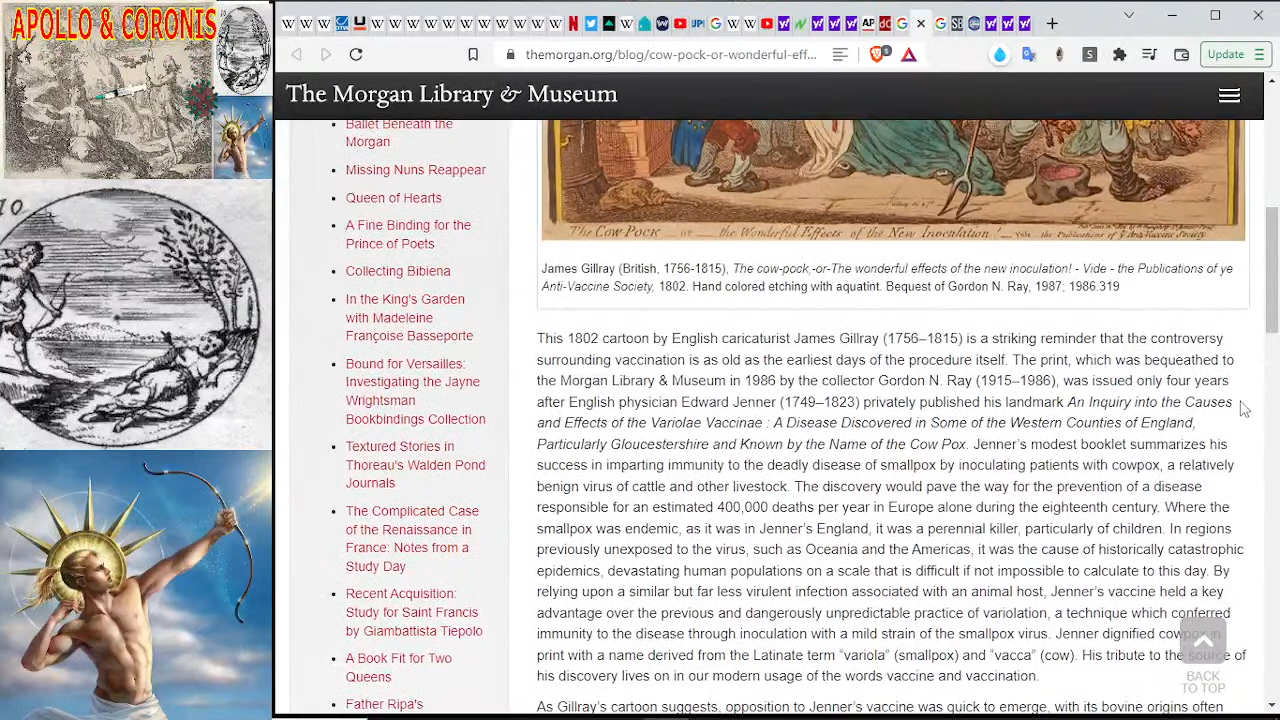 APOLLO & CORONIS
10
themorgan.org/blog/cow-pock-or-wonderful-eff...
Update
The Morgan Library & Museum
Ballet Beneath the
Morgan
Missing Nuns Reappear
Queen of Hearts
A Fine Binding for the
Prince of Poets
Collecting Bibiena
In the King's Garden
with Madeleine
Françoise Basseporte
Bound for Versailles:
Investigating the Jayne
Wrightsman
Bookbindings Collection
Textured Stories in
Thoreau's Walden Pond
Journals
The Complicated Case
of the Renaissance in
France: Notes from a
Study Day
Recent Acquisition:
Study for Saint Francis
by Giambattista Tiepolo
A Book Fit for Two
Queens
Father Ripa's
The Cow Pock _ or _ the Wonderful Effects of the New Inoculation! _ Vide. the Publications of ye Anti-Vaccine Society
James Gillray (British, 1756-1815), The cow-pock,-or-The wonderful effects of the new inoculation! - Vide - the Publications of ye
Anti-Vaccine Society, 1802. Hand colored etching with aquatint. Bequest of Gordon N. Ray, 1987; 1986.319
This 1802 cartoon by English caricaturist James Gillray (1756–1815) is a striking reminder that the controversy
surrounding vaccination is as old as the earliest days of the procedure itself. The print, which was bequeathed to
the Morgan Library & Museum in 1986 by the collector Gordon N. Ray (1915–1986), was issued only four years
after English physician Edward Jenner (1749–1823) privately published his landmark An Inquiry into the Causes
and Effects of the Variolae Vaccinae : A Disease Discovered in Some of the Western Counties of England,
Particularly Gloucestershire and Known by the Name of the Cow Pox. Jenner's modest booklet summarizes his
success in imparting immunity to the deadly disease of smallpox by inoculating patients with cowpox, a relatively
benign virus of cattle and other livestock. The discovery would pave the way for the prevention of a disease
responsible for an estimated 400,000 deaths per year in Europe alone during the eighteenth century. Where the
smallpox was endemic, as it was in Jenner's England, it was a perennial killer, particularly of children. In regions
previously unexposed to the virus, such as Oceania and the Americas, it was the cause of historically catastrophic
epidemics, devastating human populations on a scale that is difficult if not impossible to calculate to this day. By
relying upon a similar but far less virulent infection associated with an animal host, Jenner's vaccine held a key
advantage over the previous and dangerously unpredictable practice of variolation, a technique which conferred
immunity to the disease through inoculation with a mild strain of the smallpox virus. Jenner dignified cowpox in
print with a name derived from the Latinate term “variola” (smallpox) and “vacca” (cow). His tribute to the source of
his discovery lives on in our modern usage of the words vaccine and vaccination.
As Gillray's cartoon suggests, opposition to Jenner's vaccine was quick to emerge, with its bovine origins often
BACK
TO TOP